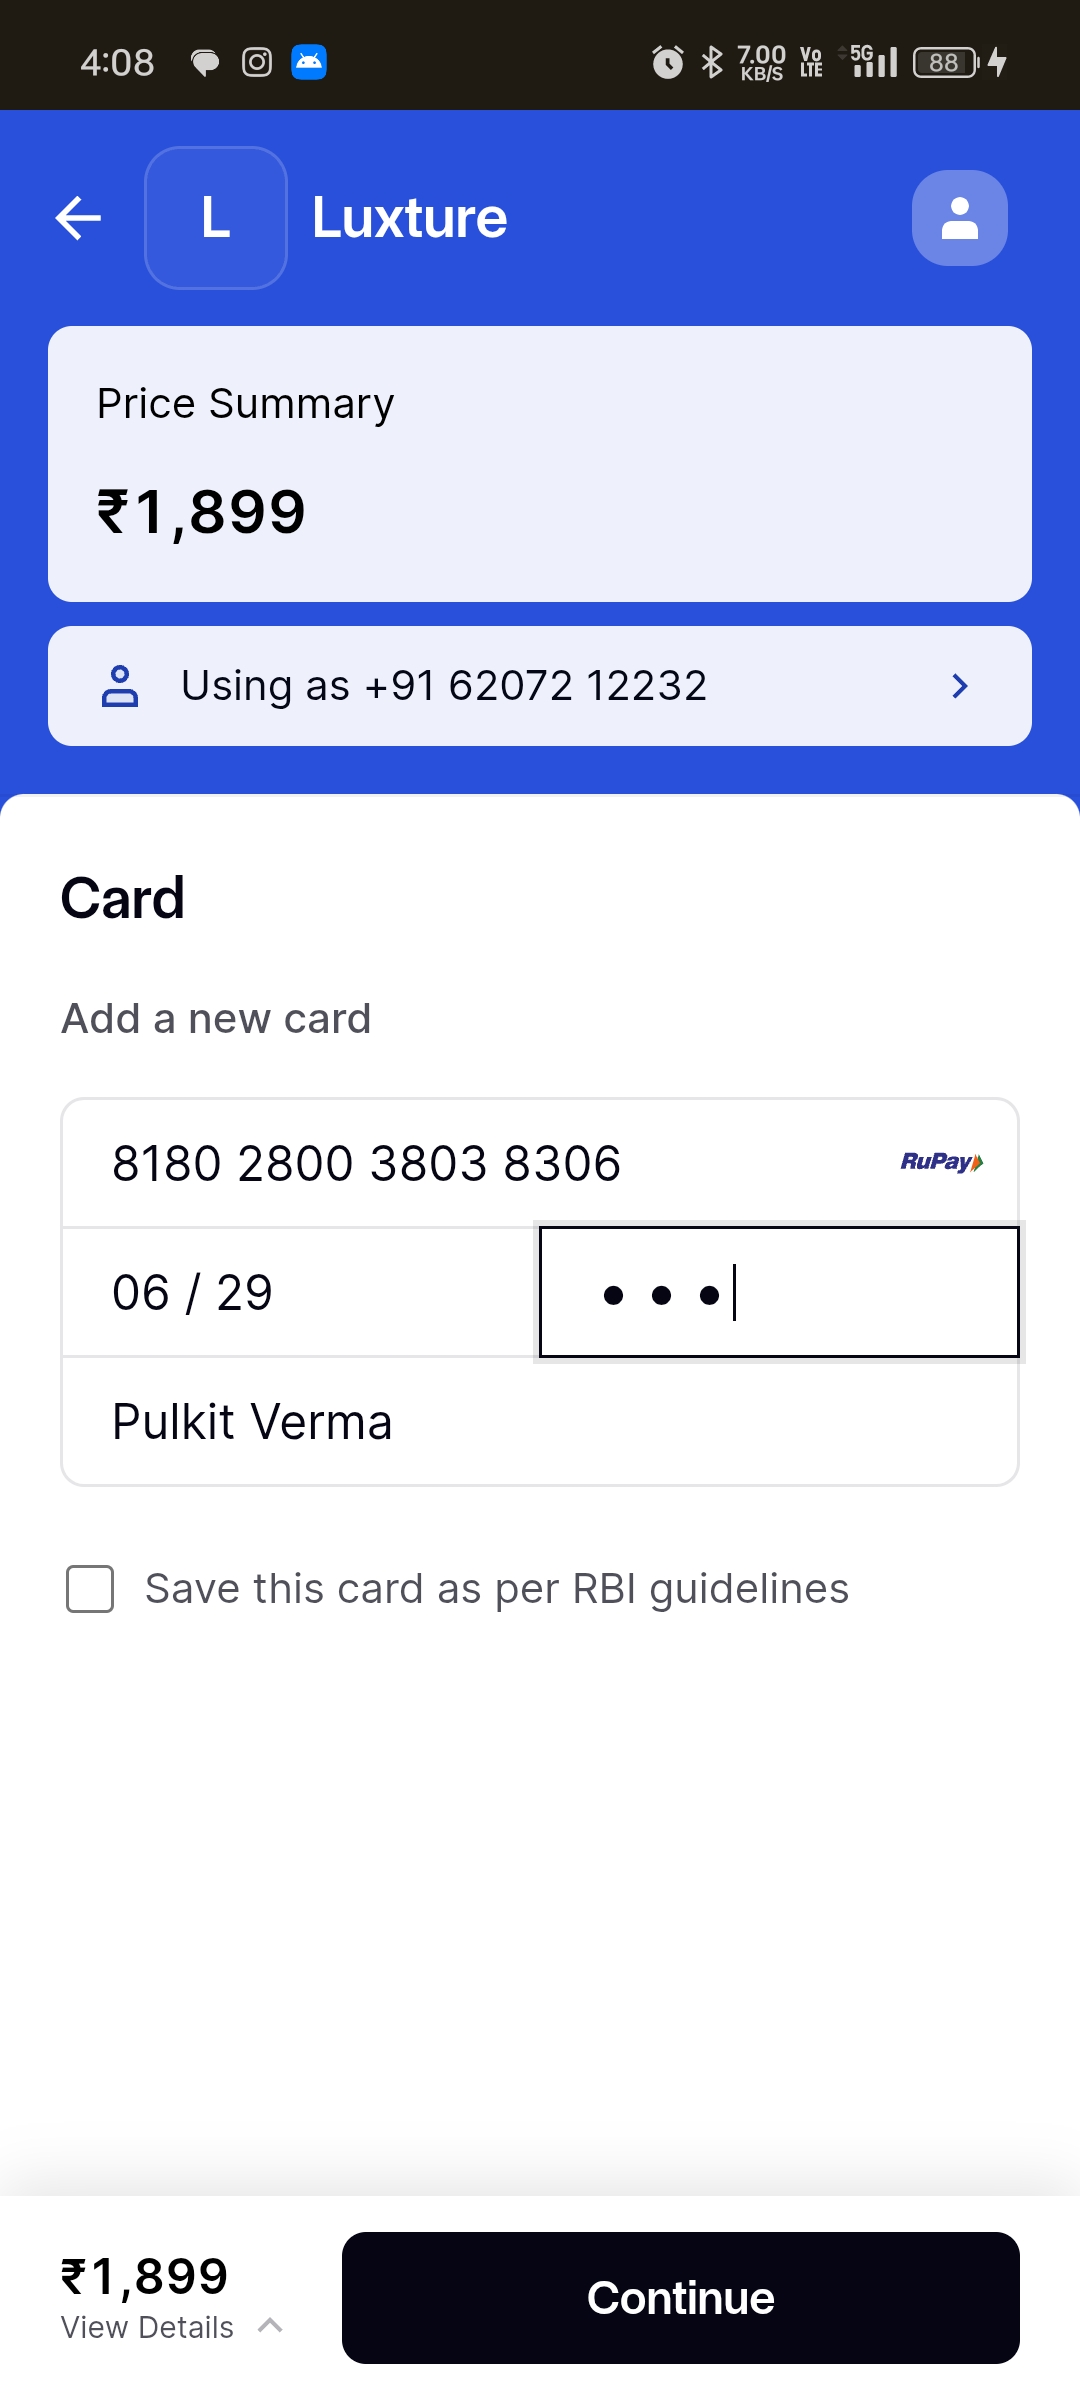 4:08 7.00 KB/S Vo LTE 5G 88
L Luxture
Price Summary
₹1,899
Using as +91 62072 12232
Card
Add a new card
8180 2800 3803 8306 RuPay
06 / 29
Pulkit Verma
Save this card as per RBI guidelines
₹1,899
View Details
Continue